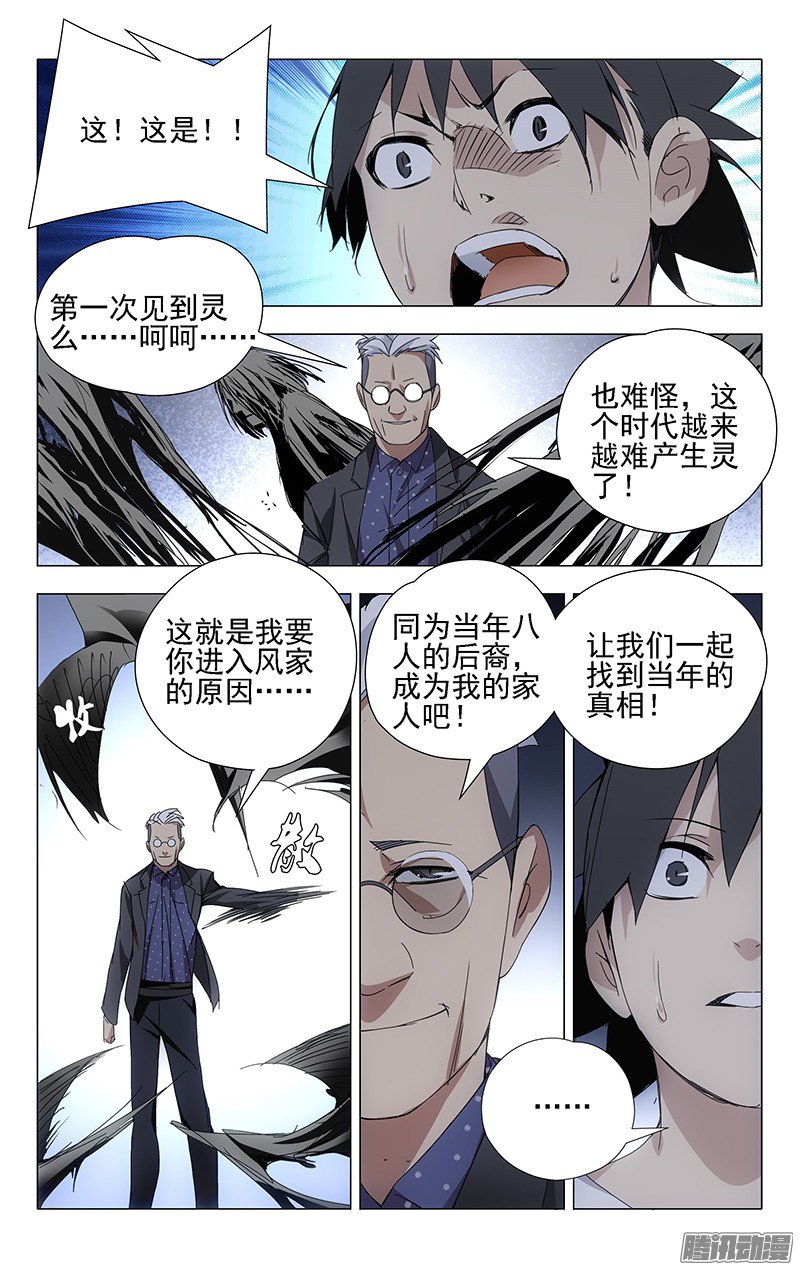 这！这是！！
第一次见到灵
么……呵呵……
也难怪，这
个时代越来
越难产生灵
了！
这就是我要
你进入风家
的原因……
收
散
同为当年八
人的后裔，
成为我的家
人吧！
让我们一起
找到当年的
真相！
……
腾讯动漫